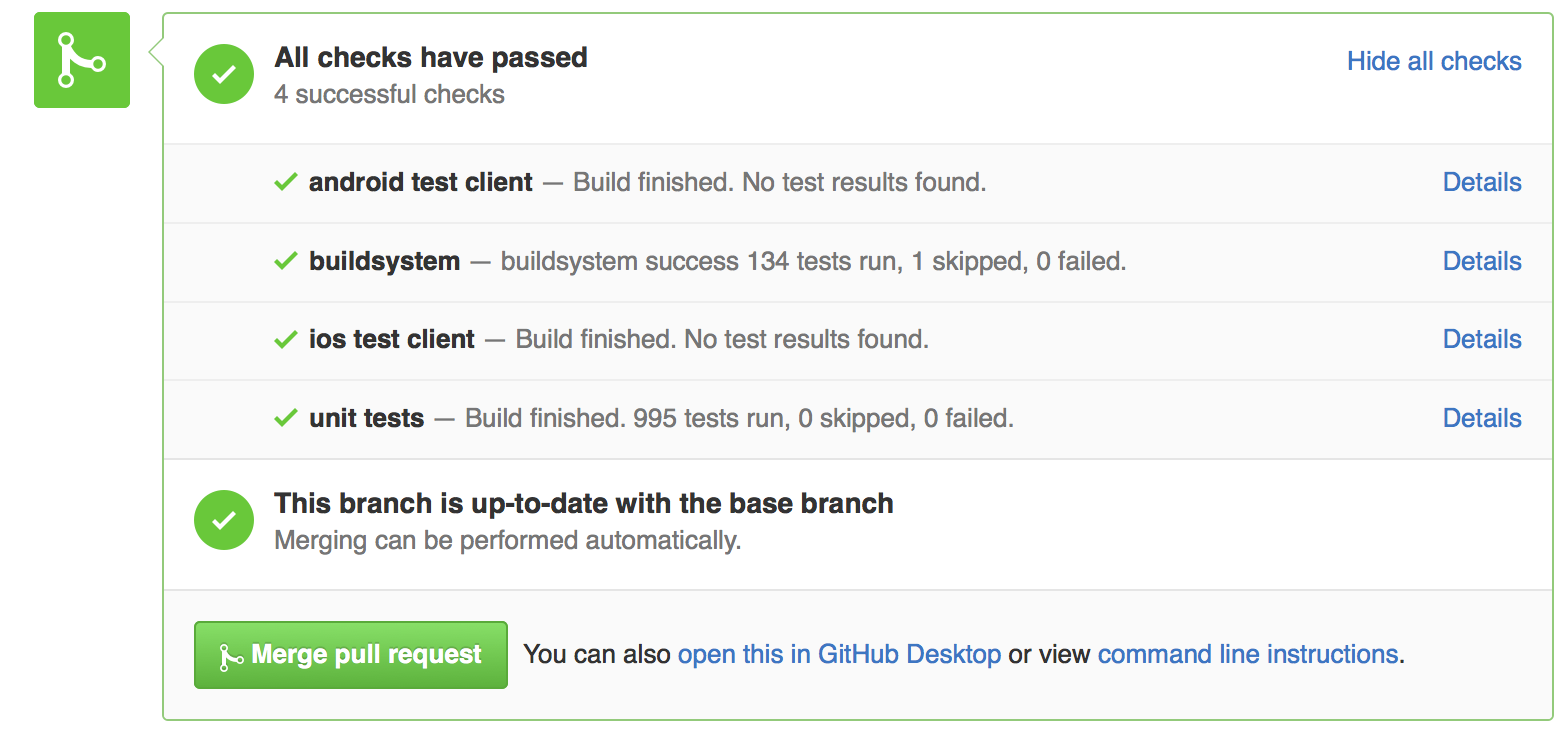 All checks have passed
Hide all checks
4 successful checks
android test client — Build finished. No test results found.
Details
buildsystem — buildsystem success 134 tests run, 1 skipped, 0 failed.
Details
ios test client — Build finished. No test results found.
Details
unit tests — Build finished. 995 tests run, 0 skipped, 0 failed.
Details
This branch is up-to-date with the base branch
Merging can be performed automatically.
Merge pull request
You can also open this in GitHub Desktop or view command line instructions.